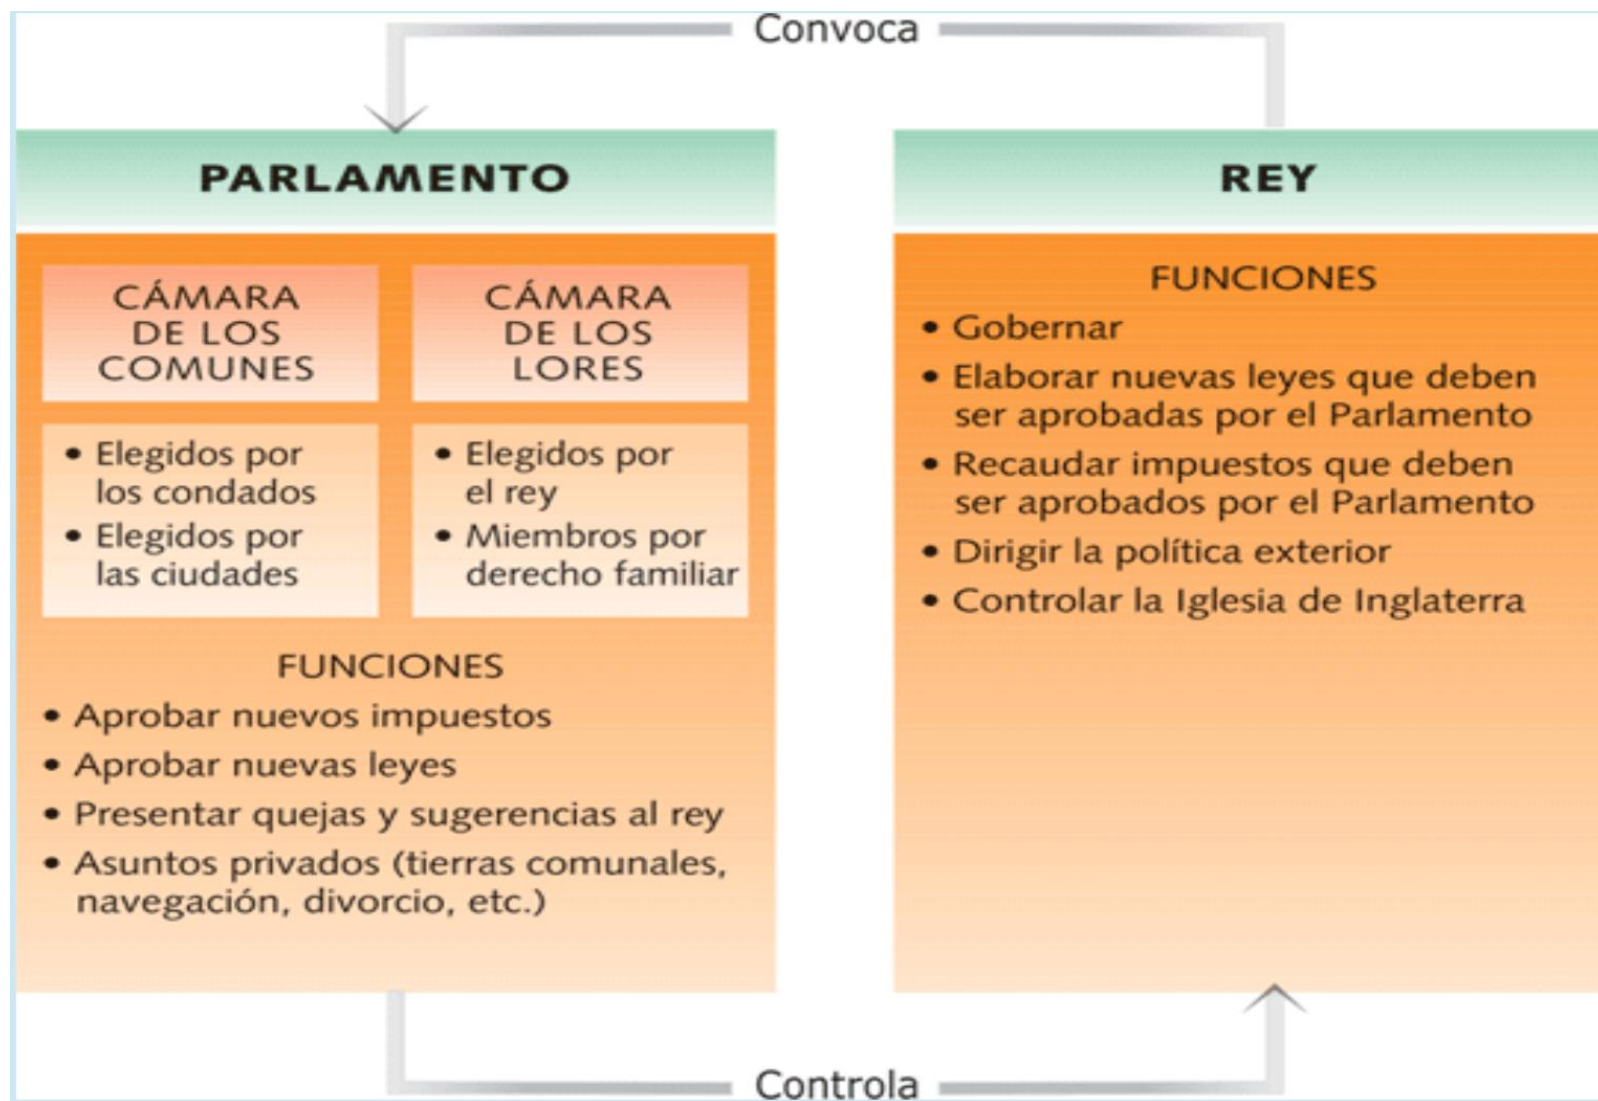 Convoca
PARLAMENTO
CÁMARA
DE LOS
COMUNES
• Elegidos por
los condados
• Elegidos por
las ciudades
CÁMARA
DE LOS
LORES
• Elegidos por
el rey
• Miembros por
derecho familiar
FUNCIONES
• Aprobar nuevos impuestos
• Aprobar nuevas leyes
• Presentar quejas y sugerencias al rey
• Asuntos privados (tierras comunales,
navegación, divorcio, etc.)
REY
FUNCIONES
• Gobernar
• Elaborar nuevas leyes que deben
ser aprobadas por el Parlamento
• Recaudar impuestos que deben
ser aprobados por el Parlamento
• Dirigir la política exterior
• Controlar la Iglesia de Inglaterra
Controla